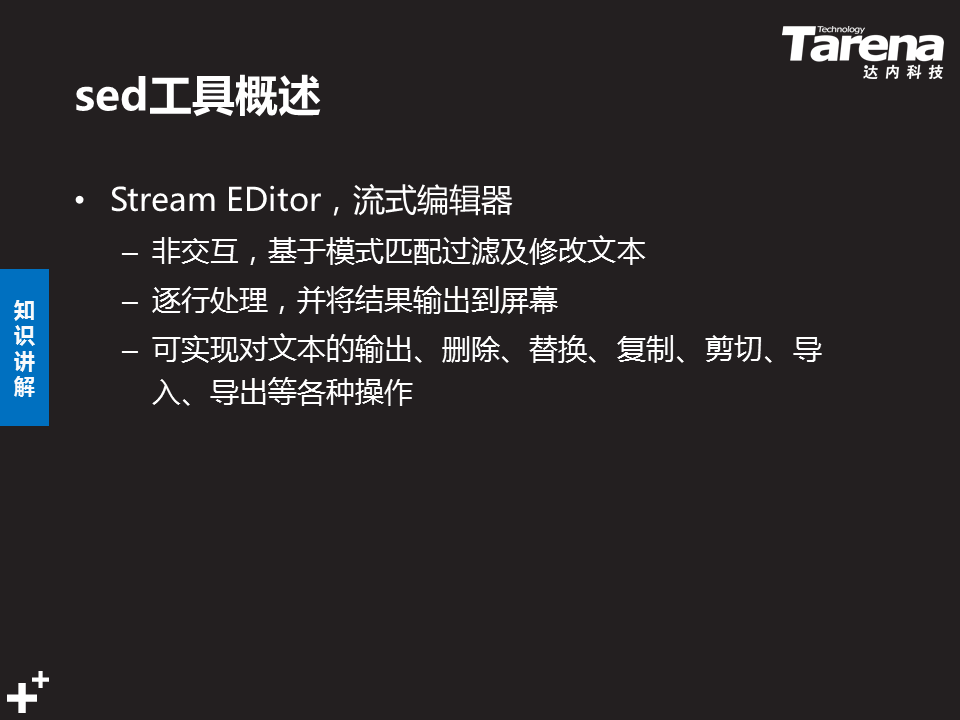 Technology
Tarena
达内科技
sed工具概述
• Stream EDitor，流式编辑器
– 非交互，基于模式匹配过滤及修改文本
– 逐行处理，并将结果输出到屏幕
– 可实现对文本的输出、删除、替换、复制、剪切、导
入、导出等各种操作
知
识
讲
解